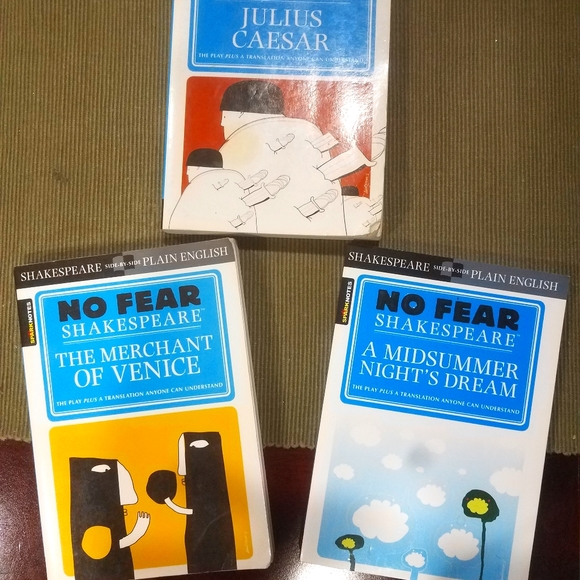 JULIUS
CAESAR
THE PLAY PLUS A TRANSLATION ANYONE CAN UNDERSTAND
SHAKESPEARE SIDE-BY-SIDE PLAIN ENGLISH
SPARKNOTES
NO FEAR
SHAKESPEARE™
THE MERCHANT
OF VENICE
THE PLAY PLUS A TRANSLATION ANYONE CAN UNDERSTAND
SHAKESPEARE SIDE-BY-SIDE PLAIN ENGLISH
SPARKNOTES
NO FEAR
SHAKESPEARE™
A MIDSUMMER
NIGHT'S DREAM
THE PLAY PLUS A TRANSLATION ANYONE CAN UNDERSTAND